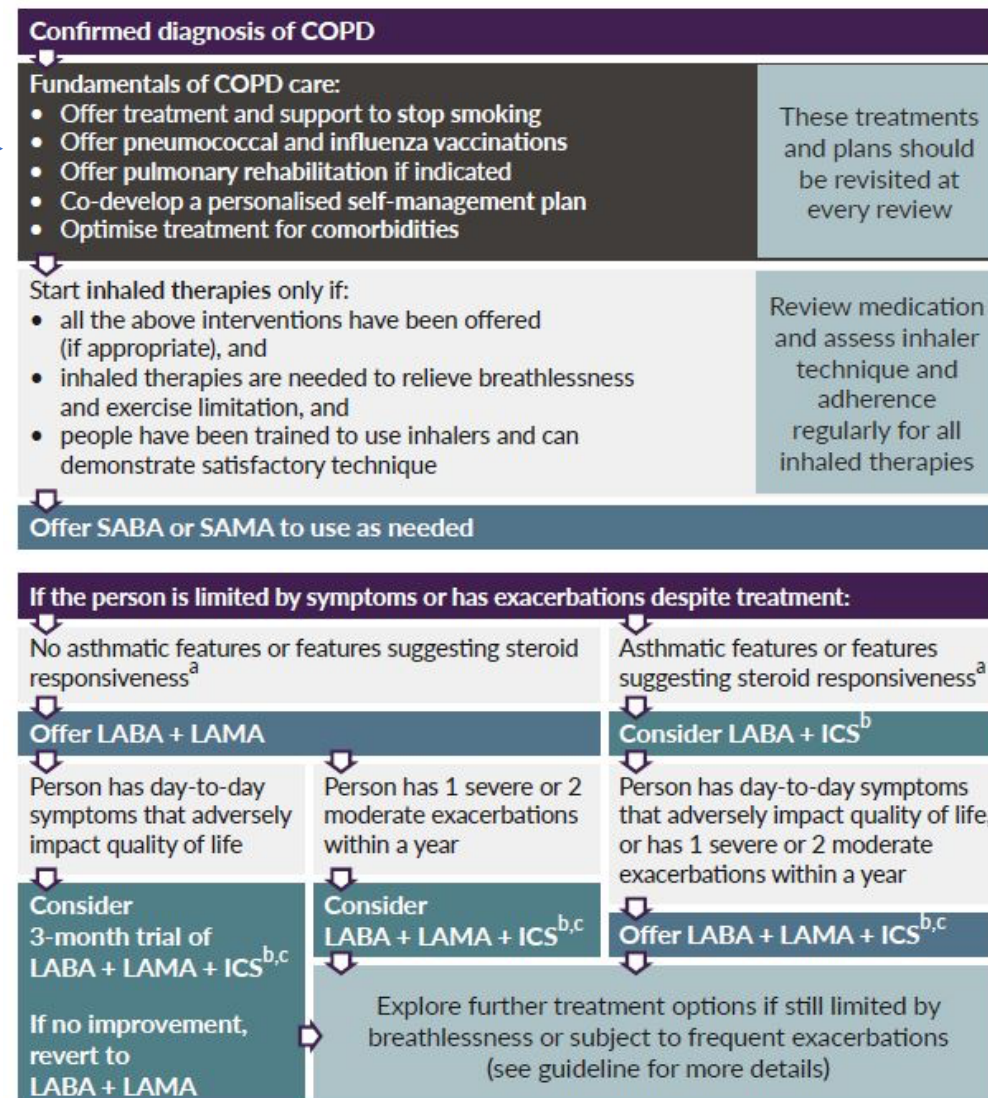 Confirmed diagnosis of COPD
Fundamentals of COPD care:
• Offer treatment and support to stop smoking
• Offer pneumococcal and influenza vaccinations
• Offer pulmonary rehabilitation if indicated
• Co-develop a personalised self-management plan
• Optimise treatment for comorbidities
These treatments
and plans should
be revisited at
every review
Start inhaled therapies only if:
• all the above interventions have been offered
(if appropriate), and
• inhaled therapies are needed to relieve breathlessness
and exercise limitation, and
• people have been trained to use inhalers and can
demonstrate satisfactory technique
Review medication
and assess inhaler
technique and
adherence
regularly for all
inhaled therapies
Offer SABA or SAMA to use as needed
If the person is limited by symptoms or has exacerbations despite treatment:
No asthmatic features or features suggesting steroid
responsiveness^a
Offer LABA + LAMA
Person has day-to-day
symptoms that adversely
impact quality of life
Consider
3-month trial of
LABA + LAMA + ICS^b,c
If no improvement,
revert to
LABA + LAMA
Person has 1 severe or 2
moderate exacerbations
within a year
Consider
LABA + LAMA + ICS^b,c
Asthmatic features or features
suggesting steroid responsiveness^a
Consider LABA + ICS^b
Person has day-to-day symptoms
that adversely impact quality of life,
or has 1 severe or 2 moderate
exacerbations within a year
Offer LABA + LAMA + ICS^b,c
Explore further treatment options if still limited by
breathlessness or subject to frequent exacerbations
(see guideline for more details)